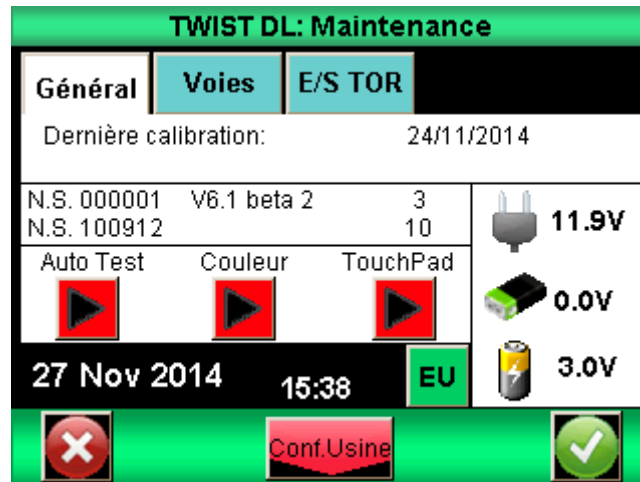 TWIST DL: Maintenance
Général Voies E/S TOR
Dernière calibration: 24/11/2014
N.S. 000001 V6.1 beta 2 3
N.S. 100912 10
11.9V
Auto Test Couleur TouchPad
0.0V
27 Nov 2014 15:38 EU
3.0V
Conf.Usine